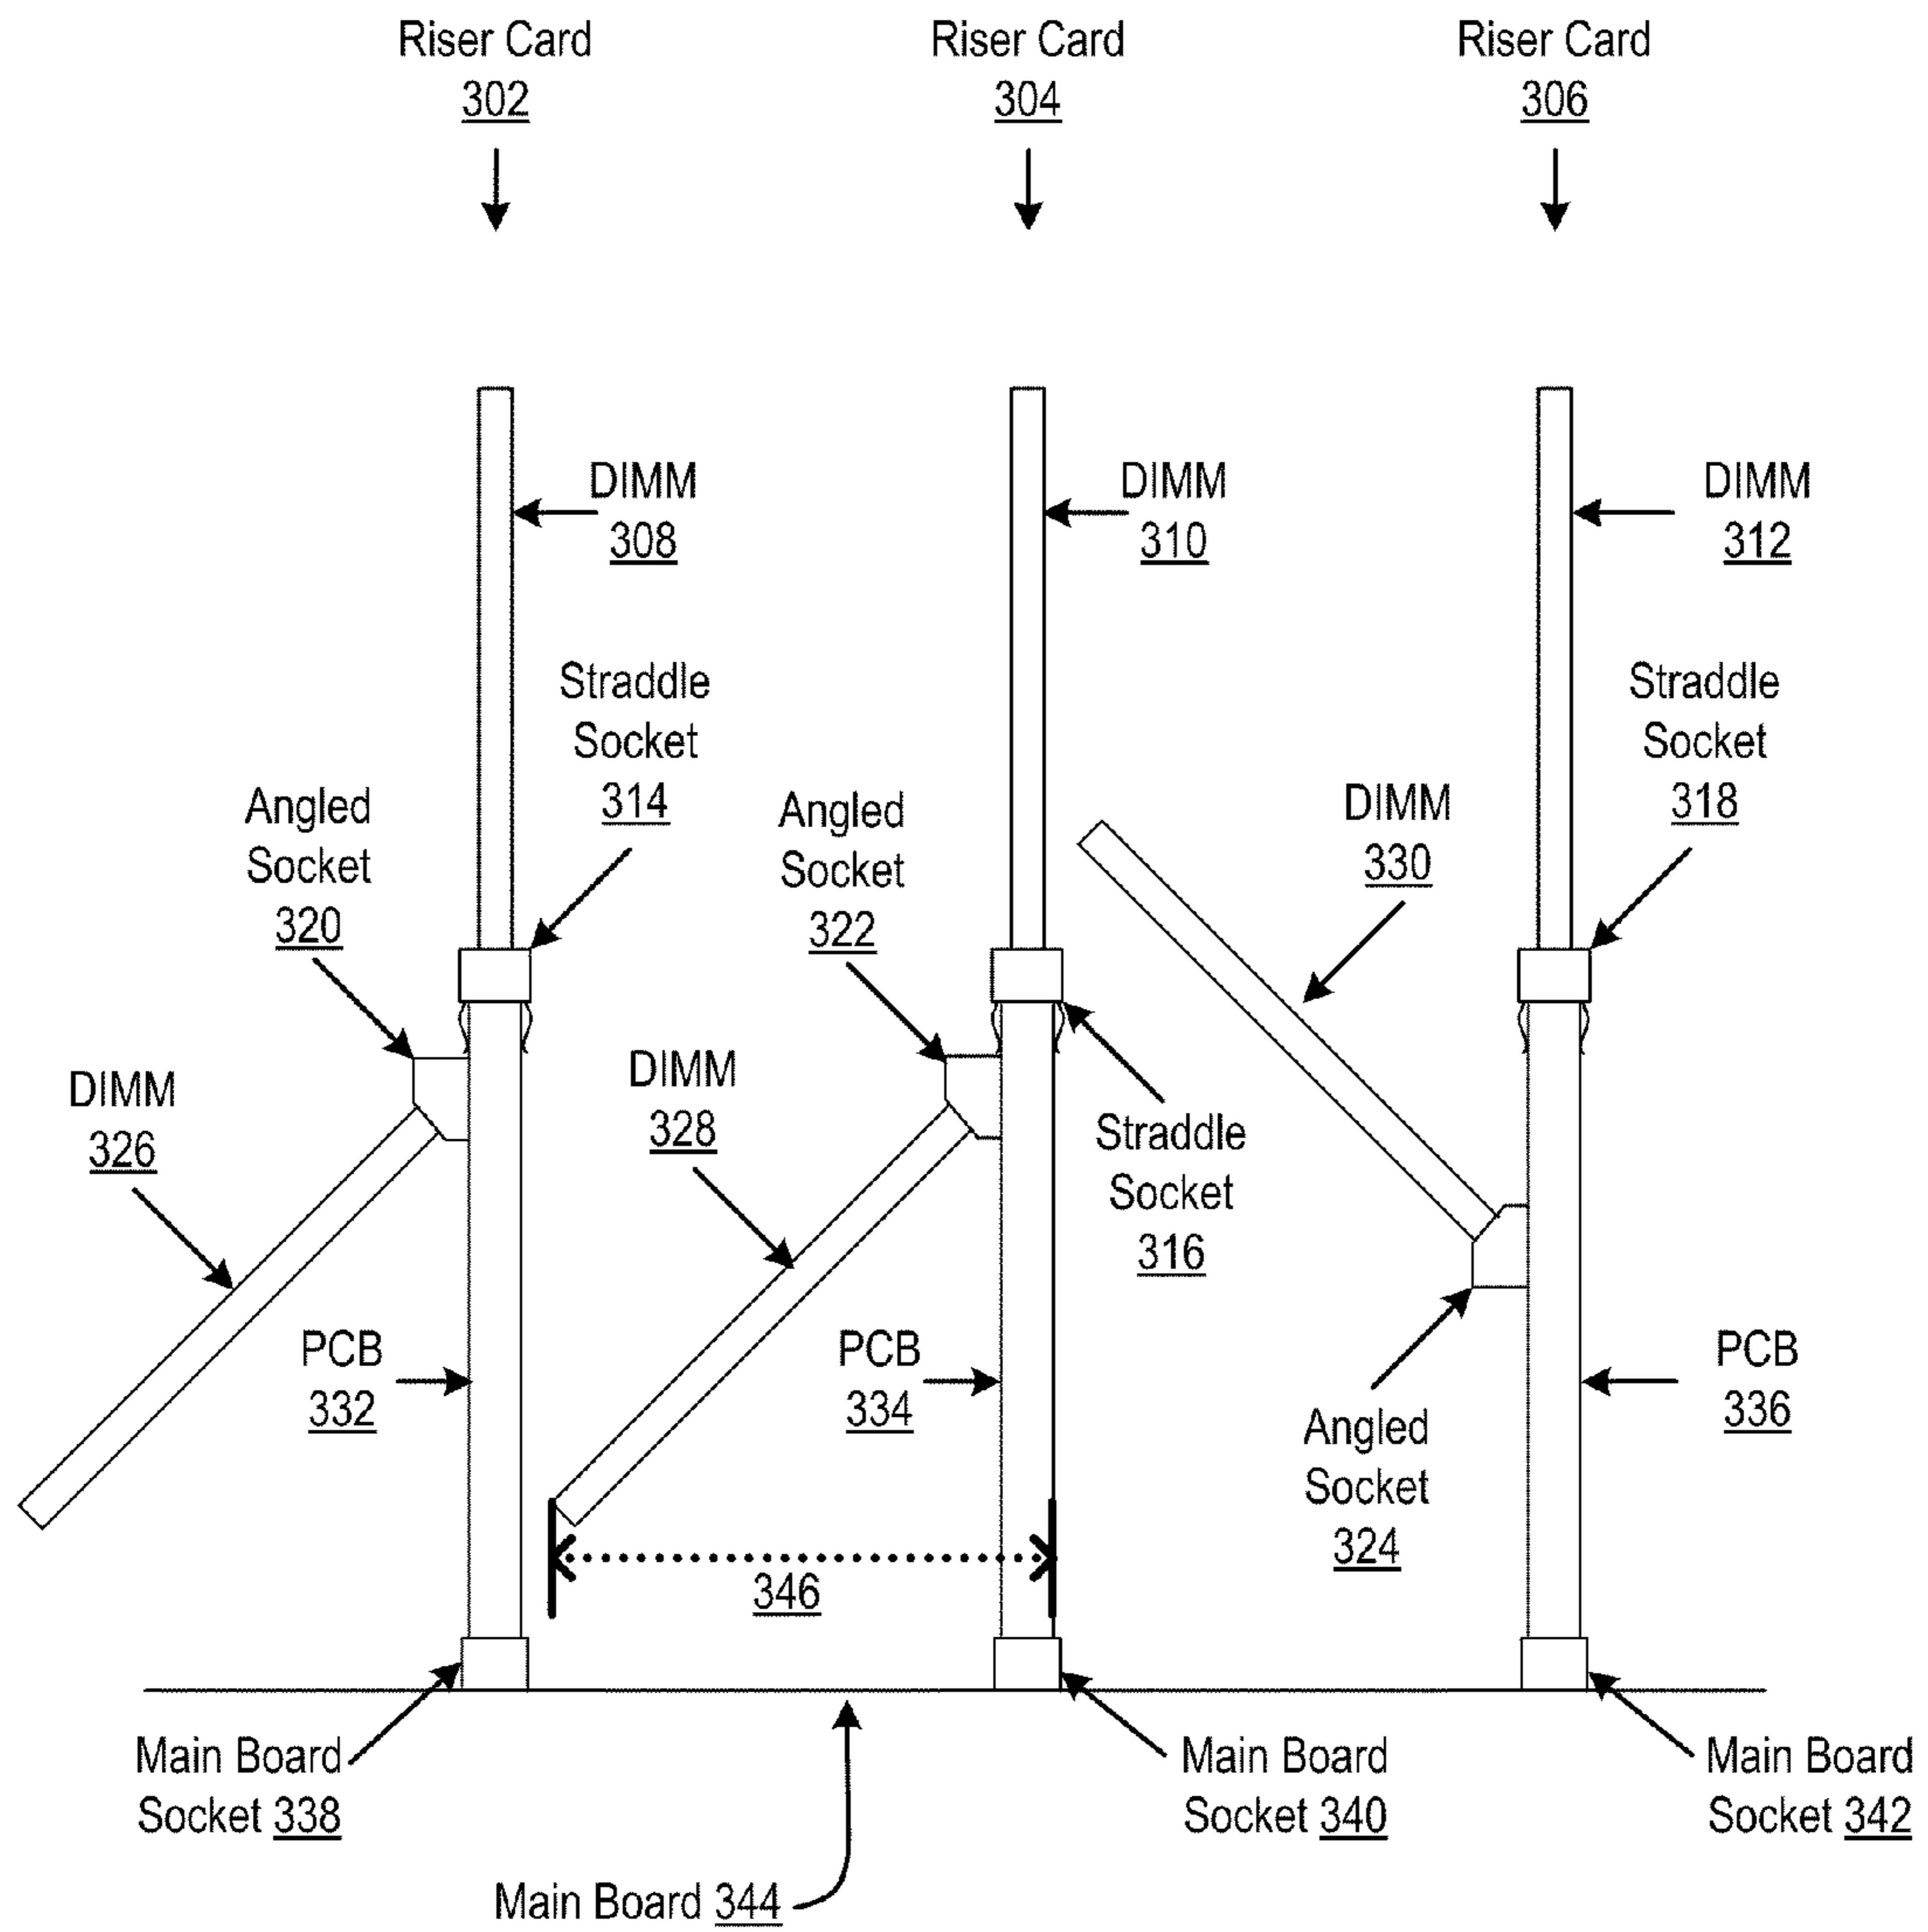 Riser Card
302
Riser Card
304
Riser Card
306
DIMM
308
DIMM
310
DIMM
312
Straddle
Socket
314
Straddle
Socket
318
Angled
Socket
320
Angled
Socket
322
DIMM
330
DIMM
326
DIMM
328
Straddle
Socket
316
PCB
332
PCB
334
PCB
336
Angled
Socket
324
346
Main Board
Socket 338
Main Board
Socket 340
Main Board
Socket 342
Main Board 344